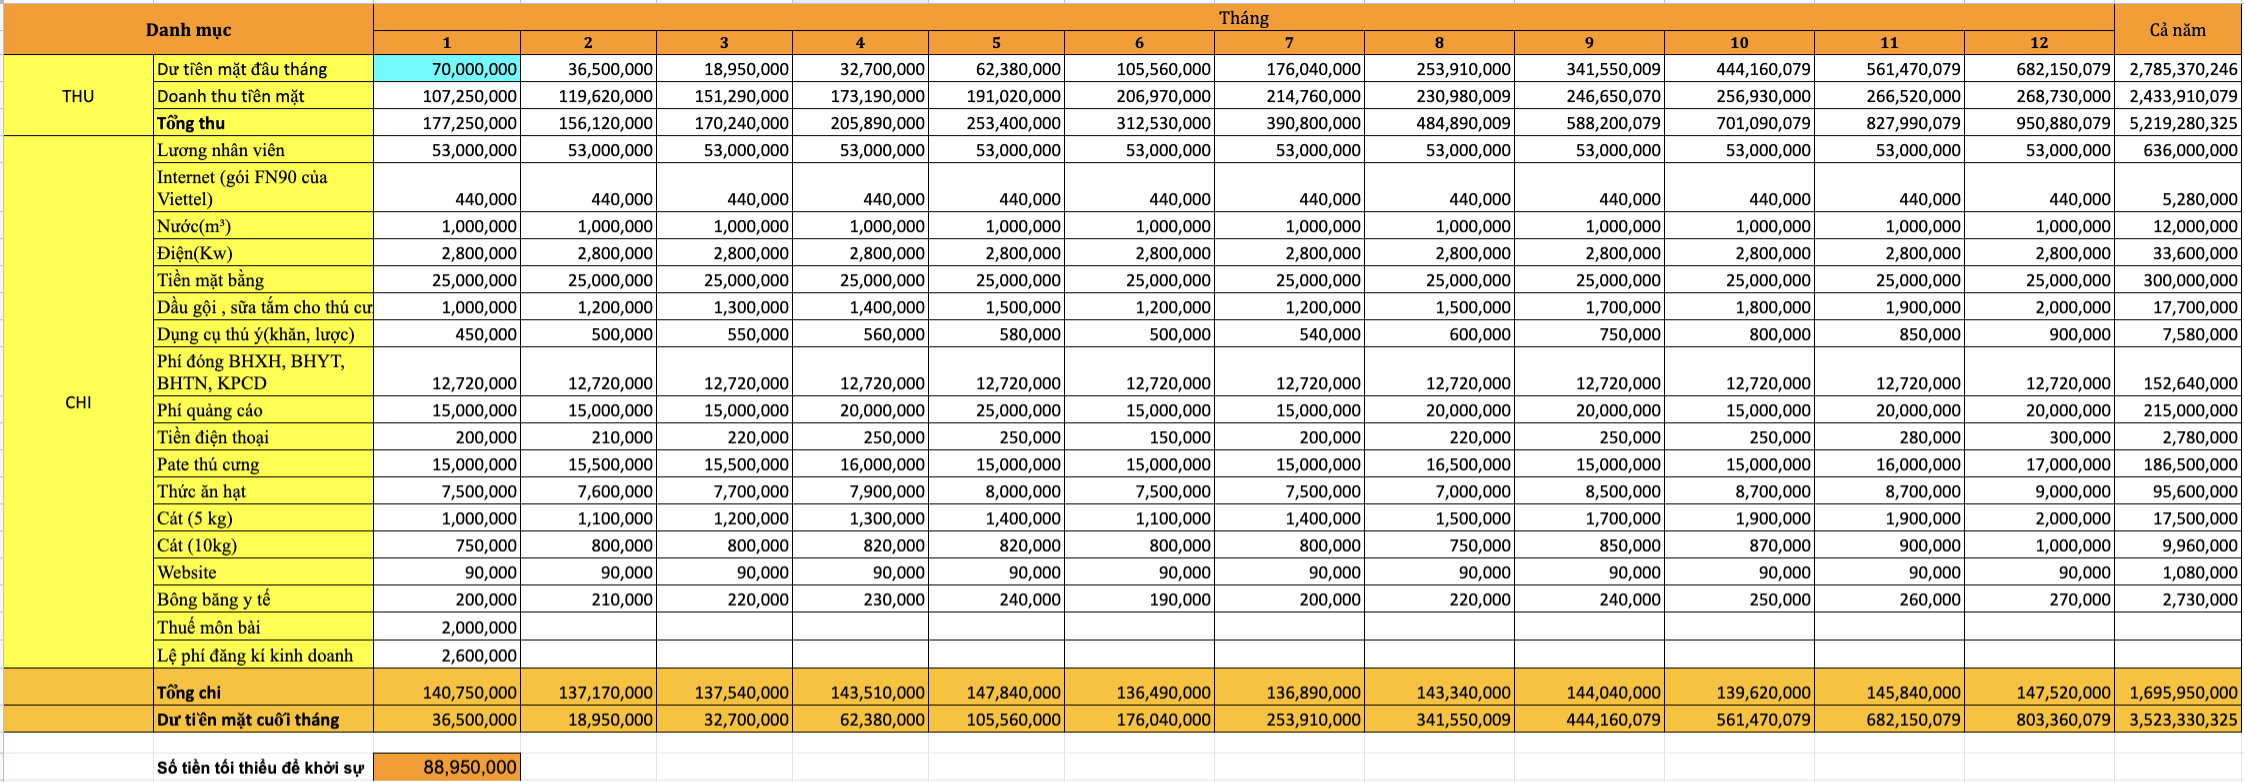 Danh mục Tháng Cả năm
1 2 3 4 5 6 7 8 9 10 11 12
THU Dư tiền mặt đầu tháng 70,000,000 36,500,000 18,950,000 32,700,000 62,380,000 105,560,000 176,040,000 253,910,000 341,550,009 444,160,079 561,470,079 682,150,079 2,785,370,246
Doanh thu tiền mặt 107,250,000 119,620,000 151,290,000 173,190,000 191,020,000 206,970,000 214,760,000 230,980,009 246,650,070 256,930,000 266,520,000 268,730,000 2,433,910,079
Tổng thu 177,250,000 156,120,000 170,240,000 205,890,000 253,400,000 312,530,000 390,800,000 484,890,009 588,200,079 701,090,079 827,990,079 950,880,079 5,219,280,325
CHI Lương nhân viên 53,000,000 53,000,000 53,000,000 53,000,000 53,000,000 53,000,000 53,000,000 53,000,000 53,000,000 53,000,000 53,000,000 53,000,000 636,000,000
Internet (gói FN90 của
Viettel) 440,000 440,000 440,000 440,000 440,000 440,000 440,000 440,000 440,000 440,000 440,000 440,000 5,280,000
Nước(m³) 1,000,000 1,000,000 1,000,000 1,000,000 1,000,000 1,000,000 1,000,000 1,000,000 1,000,000 1,000,000 1,000,000 1,000,000 12,000,000
Điện(Kw) 2,800,000 2,800,000 2,800,000 2,800,000 2,800,000 2,800,000 2,800,000 2,800,000 2,800,000 2,800,000 2,800,000 2,800,000 33,600,000
Tiền mặt bằng 25,000,000 25,000,000 25,000,000 25,000,000 25,000,000 25,000,000 25,000,000 25,000,000 25,000,000 25,000,000 25,000,000 25,000,000 300,000,000
Dầu gội , sữa tắm cho thú cư 1,000,000 1,200,000 1,300,000 1,400,000 1,500,000 1,200,000 1,200,000 1,500,000 1,700,000 1,800,000 1,900,000 2,000,000 17,700,000
Dụng cụ thú ý(khăn, lược) 450,000 500,000 550,000 560,000 580,000 500,000 540,000 600,000 750,000 800,000 850,000 900,000 7,580,000
Phí đóng BHXH, BHYT,
BHTN, KPCD 12,720,000 12,720,000 12,720,000 12,720,000 12,720,000 12,720,000 12,720,000 12,720,000 12,720,000 12,720,000 12,720,000 12,720,000 152,640,000
Phí quảng cáo 15,000,000 15,000,000 15,000,000 20,000,000 25,000,000 15,000,000 15,000,000 20,000,000 20,000,000 15,000,000 20,000,000 20,000,000 215,000,000
Tiền điện thoại 200,000 210,000 220,000 250,000 250,000 150,000 200,000 220,000 250,000 250,000 280,000 300,000 2,780,000
Pate thú cưng 15,000,000 15,500,000 15,500,000 16,000,000 15,000,000 15,000,000 15,000,000 16,500,000 15,000,000 15,000,000 16,000,000 17,000,000 186,500,000
Thức ăn hạt 7,500,000 7,600,000 7,700,000 7,900,000 8,000,000 7,500,000 7,500,000 7,000,000 8,500,000 8,700,000 8,700,000 9,000,000 95,600,000
Cát (5 kg) 1,000,000 1,100,000 1,200,000 1,300,000 1,400,000 1,100,000 1,400,000 1,500,000 1,700,000 1,900,000 1,900,000 2,000,000 17,500,000
Cát (10kg) 750,000 800,000 800,000 820,000 820,000 800,000 800,000 750,000 850,000 870,000 900,000 1,000,000 9,960,000
Website 90,000 90,000 90,000 90,000 90,000 90,000 90,000 90,000 90,000 90,000 90,000 90,000 1,080,000
Bông băng y tế 200,000 210,000 220,000 230,000 240,000 190,000 200,000 220,000 240,000 250,000 260,000 270,000 2,730,000
Thuế môn bài 2,000,000
Lệ phí đăng kí kinh doanh 2,600,000
Tổng chi 140,750,000 137,170,000 137,540,000 143,510,000 147,840,000 136,490,000 136,890,000 143,340,000 144,040,000 139,620,000 145,840,000 147,520,000 1,695,950,000
Dư tiền mặt cuối tháng 36,500,000 18,950,000 32,700,000 62,380,000 105,560,000 176,040,000 253,910,000 341,550,009 444,160,079 561,470,079 682,150,079 803,360,079 3,523,330,325
Số tiền tối thiểu để khởi sự 88,950,000